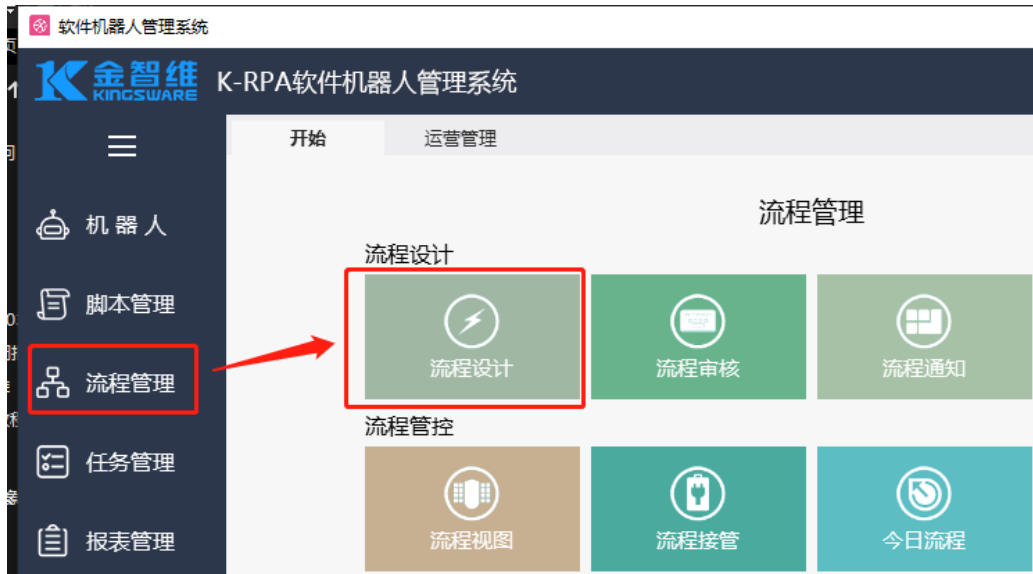 软件机器人管理系统
金智维
KINGSWARE
K-RPA软件机器人管理系统
开始
运营管理
机器人
脚本管理
流程管理
任务管理
报表管理
流程管理
流程设计
流程设计
流程审核
流程通知
流程管控
流程视图
流程接管
今日流程